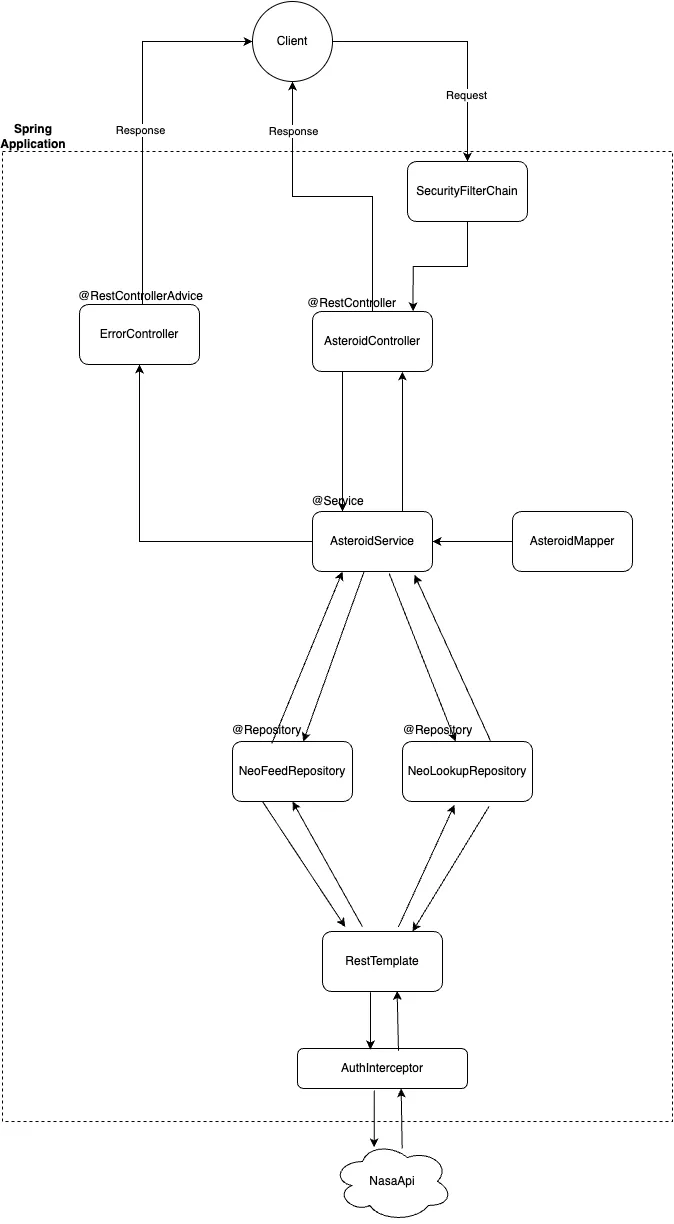 Client
Request
Response
Response
Spring
Application
SecurityFilterChain
@RestControllerAdvice
@RestController
ErrorController
AsteroidController
@Service
AsteroidService
AsteroidMapper
@Repository
@Repository
NeoFeedRepository
NeoLookupRepository
RestTemplate
AuthInterceptor
NasaApi